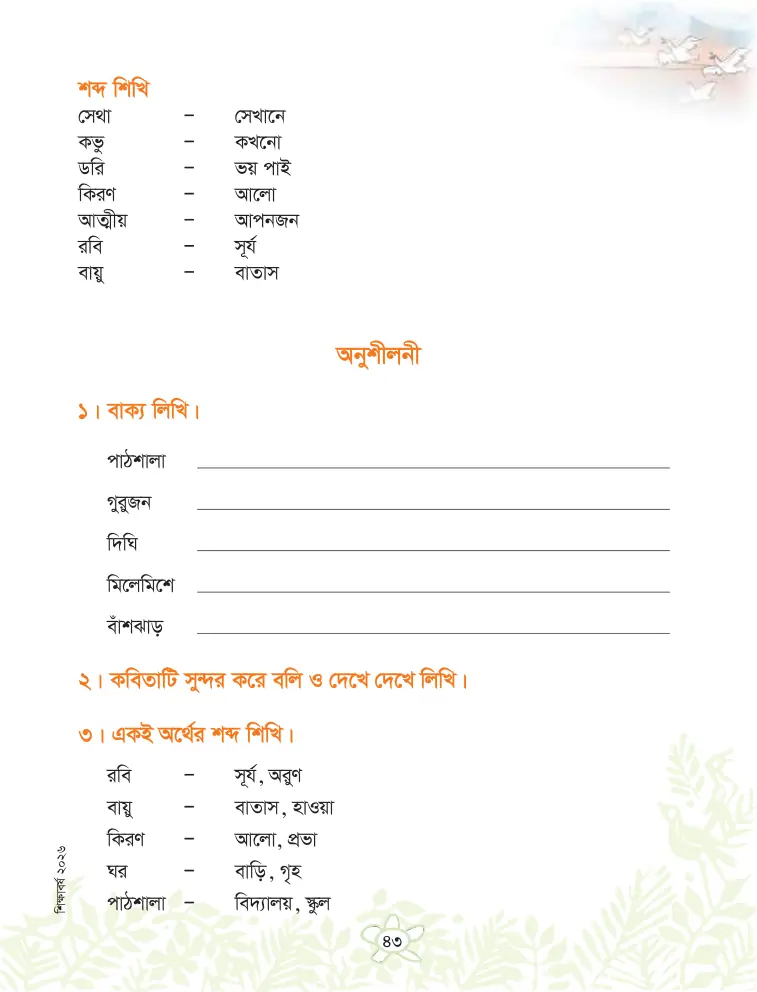 শব্দ শিখি
সেথা – সেখানে
কভু – কখনো
ডরি – ভয় পাই
কিরণ – আলো
আত্মীয় – আপনজন
রবি – সূর্য
বায়ু – বাতাস
অনুশীলনী
১। বাক্য লিখি।
পাঠশালা
গুরুজন
দিঘি
মিলেমিশে
বাঁশঝাড়
২। কবিতাটি সুন্দর করে বলি ও দেখে দেখে লিখি।
৩। একই অর্থের শব্দ শিখি।
রবি – সূর্য, অরুণ
বায়ু – বাতাস, হাওয়া
কিরণ – আলো, প্রভা
ঘর – বাড়ি, গৃহ
পাঠশালা – বিদ্যালয়, স্কুল
শিক্ষাবর্ষ ২০২৬
৪৩